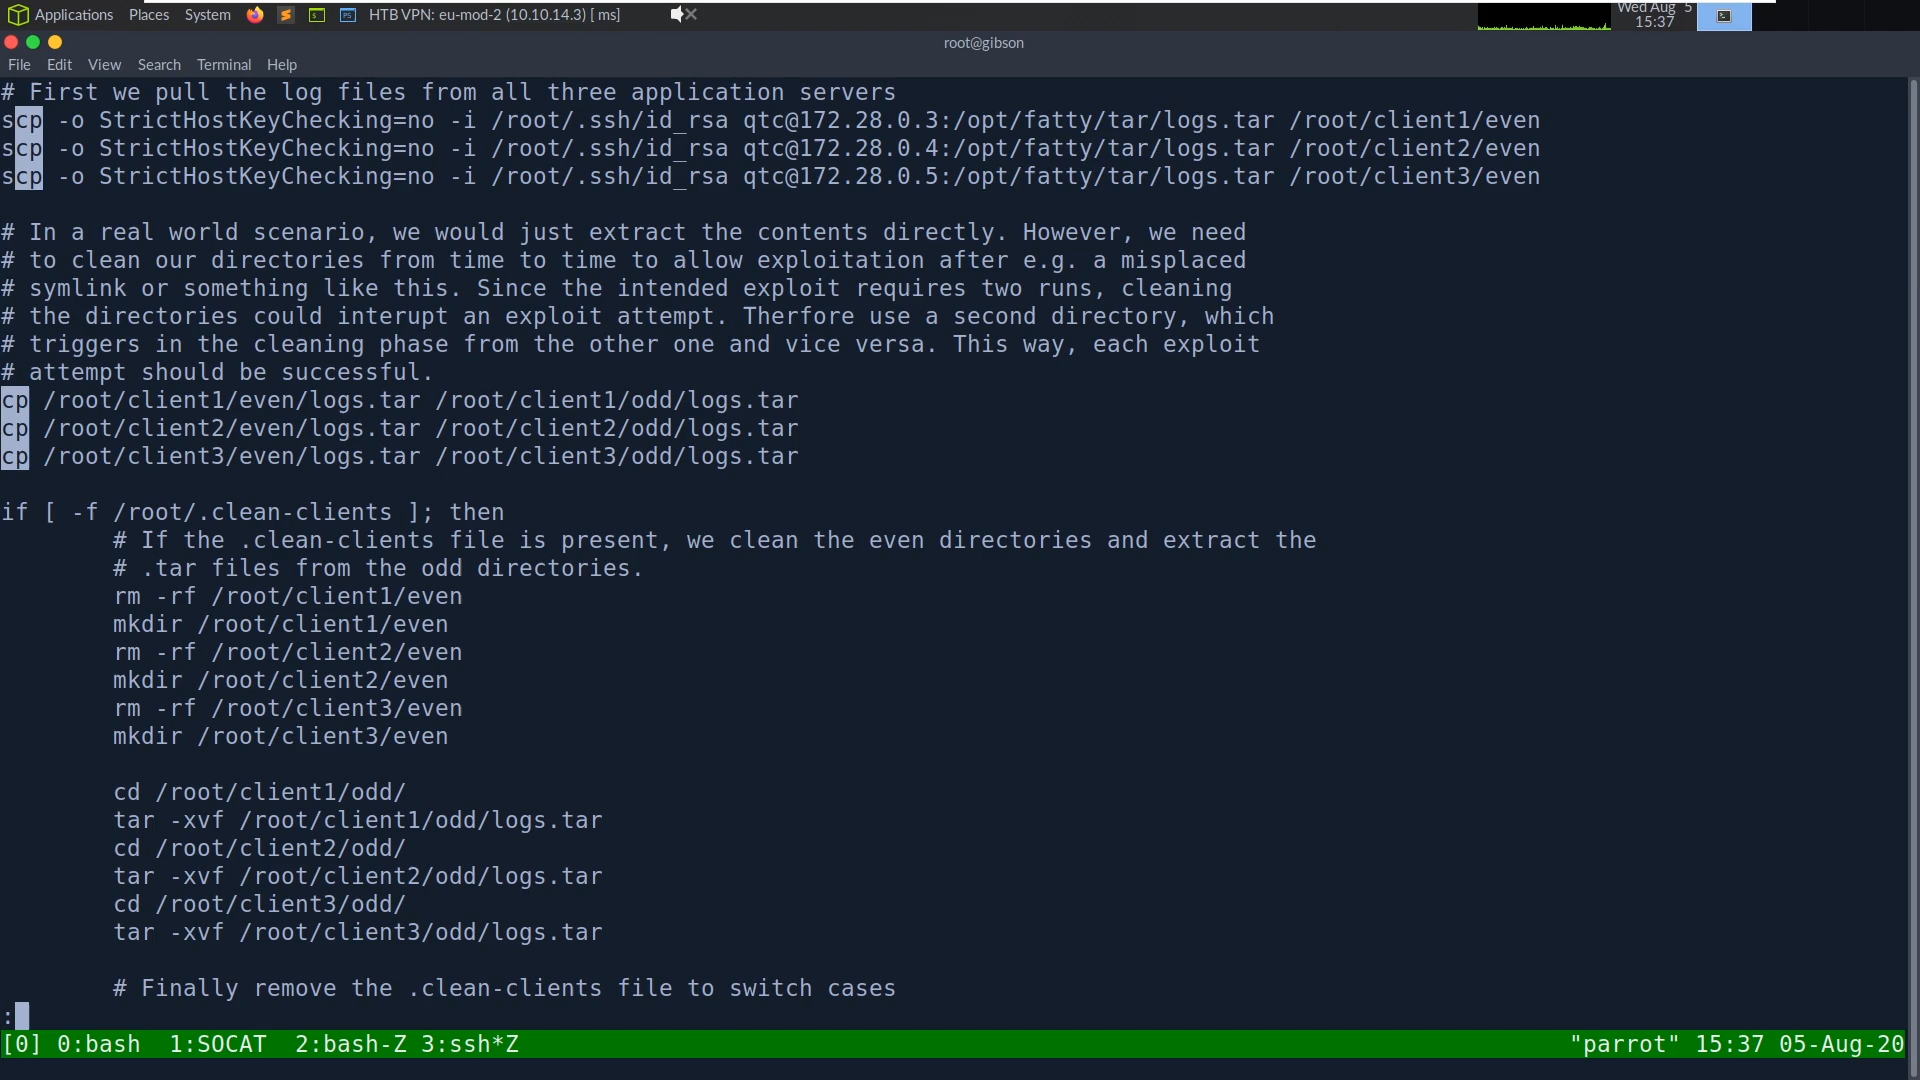 Applications Places System HTB VPN: eu-mod-2 (10.10.14.3) [ ms] Wed Aug 5
15:37
root@gibson
File Edit View Search Terminal Help
# First we pull the log files from all three application servers
scp -o StrictHostKeyChecking=no -i /root/.ssh/id_rsa qtc@172.28.0.3:/opt/fatty/tar/logs.tar /root/client1/even
scp -o StrictHostKeyChecking=no -i /root/.ssh/id_rsa qtc@172.28.0.4:/opt/fatty/tar/logs.tar /root/client2/even
scp -o StrictHostKeyChecking=no -i /root/.ssh/id_rsa qtc@172.28.0.5:/opt/fatty/tar/logs.tar /root/client3/even
# In a real world scenario, we would just extract the contents directly. However, we need
# to clean our directories from time to time to allow exploitation after e.g. a misplaced
# symlink or something like this. Since the intended exploit requires two runs, cleaning
# the directories could interupt an exploit attempt. Therfore use a second directory, which
# triggers in the cleaning phase from the other one and vice versa. This way, each exploit
# attempt should be successful.
cp /root/client1/even/logs.tar /root/client1/odd/logs.tar
cp /root/client2/even/logs.tar /root/client2/odd/logs.tar
cp /root/client3/even/logs.tar /root/client3/odd/logs.tar
if [ -f /root/.clean-clients ]; then
# If the .clean-clients file is present, we clean the even directories and extract the
# .tar files from the odd directories.
rm -rf /root/client1/even
mkdir /root/client1/even
rm -rf /root/client2/even
mkdir /root/client2/even
rm -rf /root/client3/even
mkdir /root/client3/even
cd /root/client1/odd/
tar -xvf /root/client1/odd/logs.tar
cd /root/client2/odd/
tar -xvf /root/client2/odd/logs.tar
cd /root/client3/odd/
tar -xvf /root/client3/odd/logs.tar
# Finally remove the .clean-clients file to switch cases
:
[0] 0:bash 1:SOCAT 2:bash-Z 3:ssh*Z "parrot" 15:37 05-Aug-20